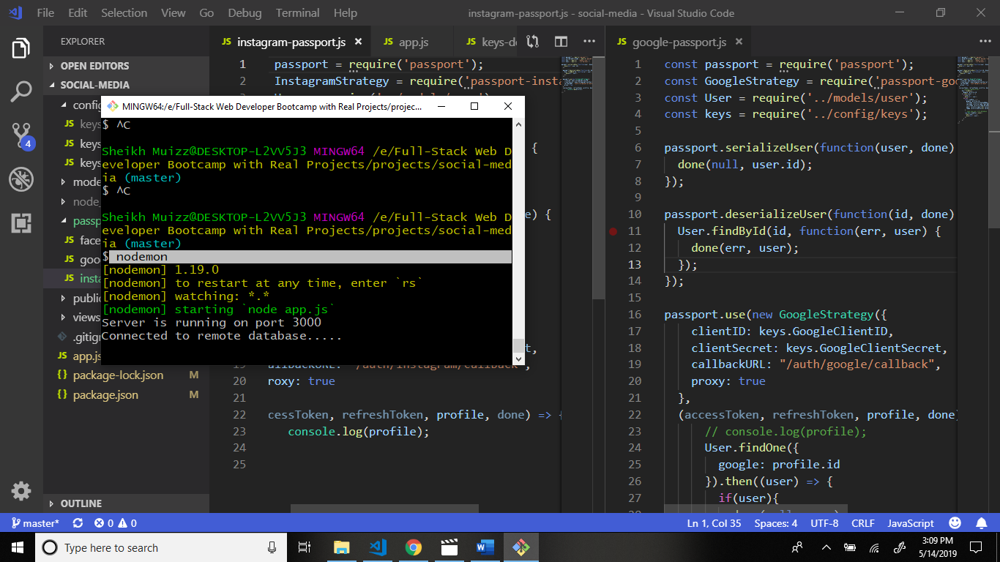 File Edit Selection View Go Debug Terminal Help
instagram-passport.js - social-media - Visual Studio Code
EXPLORER
OPEN EDITORS
SOCIAL-MEDIA
config
keys
keys
keys
mode
node_
passp
face
goo
insta
public
views
.gitig
app.js
package-lock.json M
package.json M
OUTLINE
4
JS instagram-passport.js
JS app.js
JS keys-de
1 passport = require('passport');
2 InstagramStrategy = require('passport-insta
{
e) {
t,
19 allbackURL: "/auth/instagram/callback",
20 roxy: true
21
22 cessToken, refreshToken, profile, done) => {
23 console.log(profile);
24
25
MINGW64:/e/Full-Stack Web Developer Bootcamp with Real Projects/projec...
$ ^C
Sheikh Muizz@DESKTOP-L2VV5J3 MINGW64 /e/Full-Stack Web D
eveloper Bootcamp with Real Projects/projects/social-med
ia (master)
$ ^C
Sheikh Muizz@DESKTOP-L2VV5J3 MINGW64 /e/Full-Stack Web D
eveloper Bootcamp with Real Projects/projects/social-med
ia (master)
$ nodemon
[nodemon] 1.19.0
[nodemon] to restart at any time, enter `rs`
[nodemon] watching: *.*
[nodemon] starting `node app.js`
Server is running on port 3000
Connected to remote database.....
JS google-passport.js
1 const passport = require('passport');
2 const GoogleStrategy = require('passport-goo
3 const User = require('../models/user');
4 const keys = require('../config/keys');
5
6 passport.serializeUser(function(user, done)
7 done(null, user.id);
8 });
9
10 passport.deserializeUser(function(id, done)
11 User.findById(id, function(err, user) {
12 done(err, user);
13 });
14 });
15
16 passport.use(new GoogleStrategy({
17 clientID: keys.GoogleClientID,
18 clientSecret: keys.GoogleClientSecret,
19 callbackURL: "/auth/google/callback",
20 proxy: true
21 },
22 (accessToken, refreshToken, profile, done)
23 // console.log(profile);
24 User.findOne({
25 google: profile.id
26 }).then((user) => {
27 if(user){
master* 0 0
Ln 1, Col 35 Spaces: 4 UTF-8 CRLF JavaScript
Type here to search
3:09 PM
5/14/2019